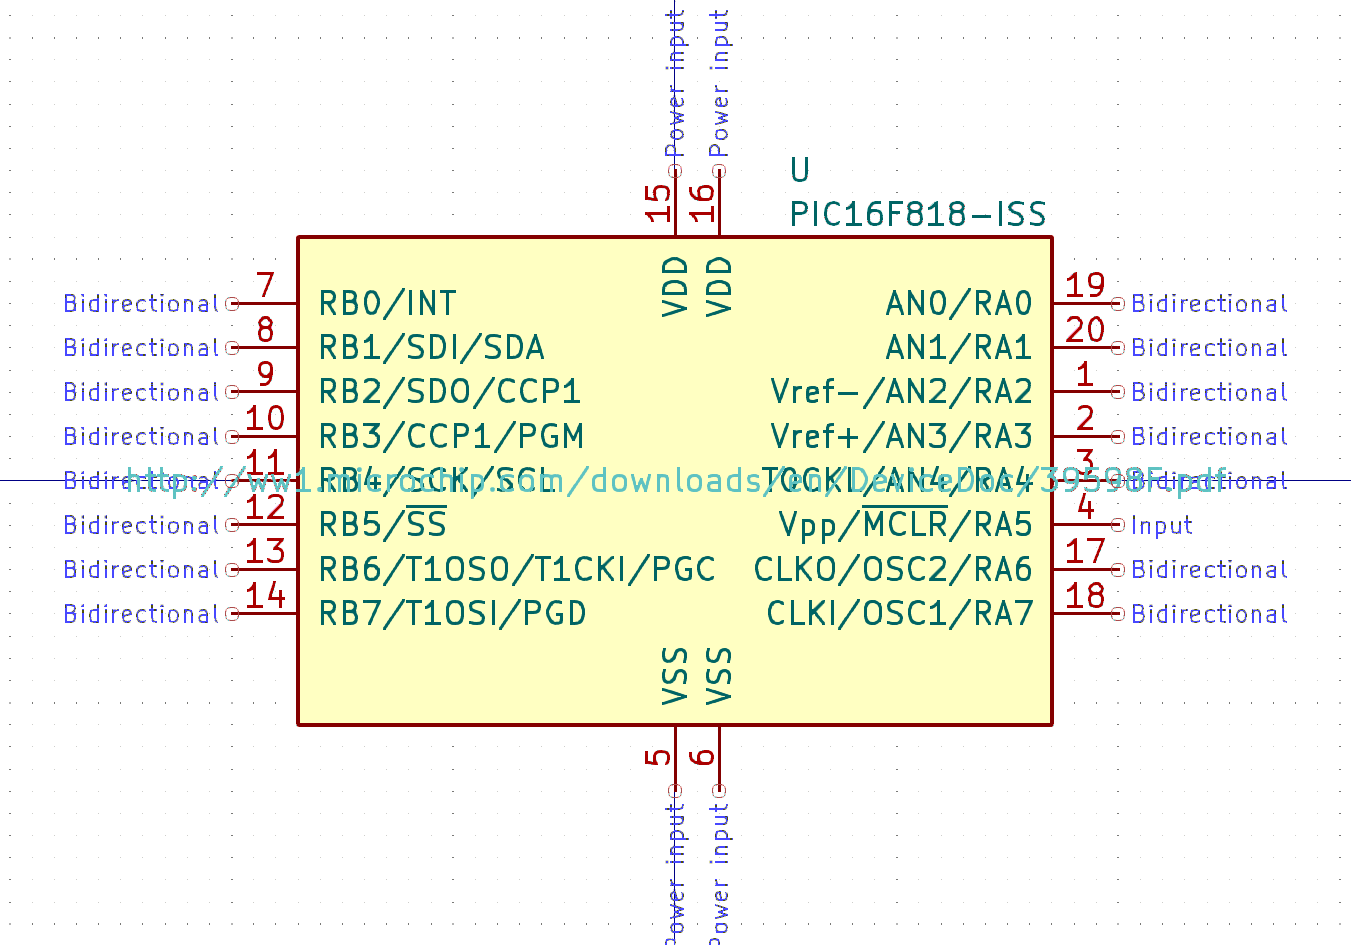 Power input Power input
15 16
U
PIC16F818-ISS
VDD VDD
Bidirectional 7 RB0/INT AN0/RA0 19 Bidirectional
Bidirectional 8 RB1/SDI/SDA AN1/RA1 20 Bidirectional
Bidirectional 9 RB2/SDO/CCP1 Vref-/AN2/RA2 1 Bidirectional
Bidirectional 10 RB3/CCP1/PGM Vref+/AN3/RA3 2 Bidirectional
Bidirectional 11 RB4/SCK/SCL T0CKI/AN4/RA4 3 Bidirectional
http://ww1.microchip.com/downloads/en/DeviceDoc/39598F.pdf
Bidirectional 12 RB5/SS Vpp/MCLR/RA5 4 Input
Bidirectional 13 RB6/T1OSO/T1CKI/PGC CLKO/OSC2/RA6 17 Bidirectional
Bidirectional 14 RB7/T1OSI/PGD CLKI/OSC1/RA7 18 Bidirectional
VSS VSS
5 6
Power input Power input